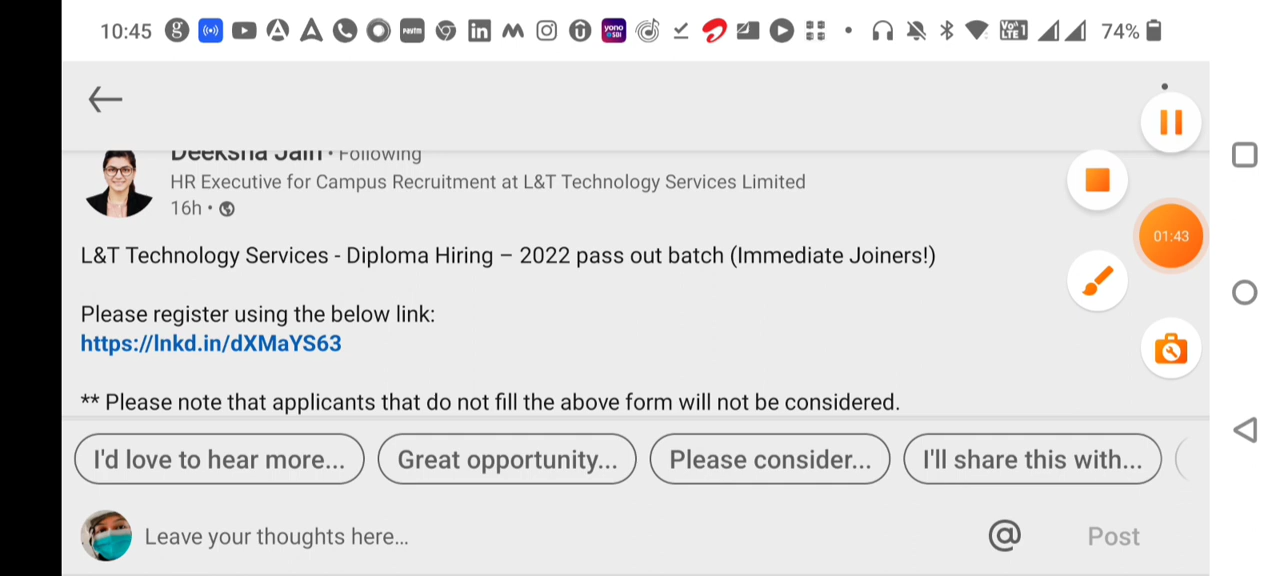 10:45 74%
Deeksha Jain • Following
HR Executive for Campus Recruitment at L&T Technology Services Limited
16h •
01:43
L&T Technology Services - Diploma Hiring – 2022 pass out batch (Immediate Joiners!)
Please register using the below link:
https://lnkd.in/dXMaYS63
** Please note that applicants that do not fill the above form will not be considered.
I'd love to hear more... Great opportunity... Please consider... I'll share this with...
Leave your thoughts here... @ Post